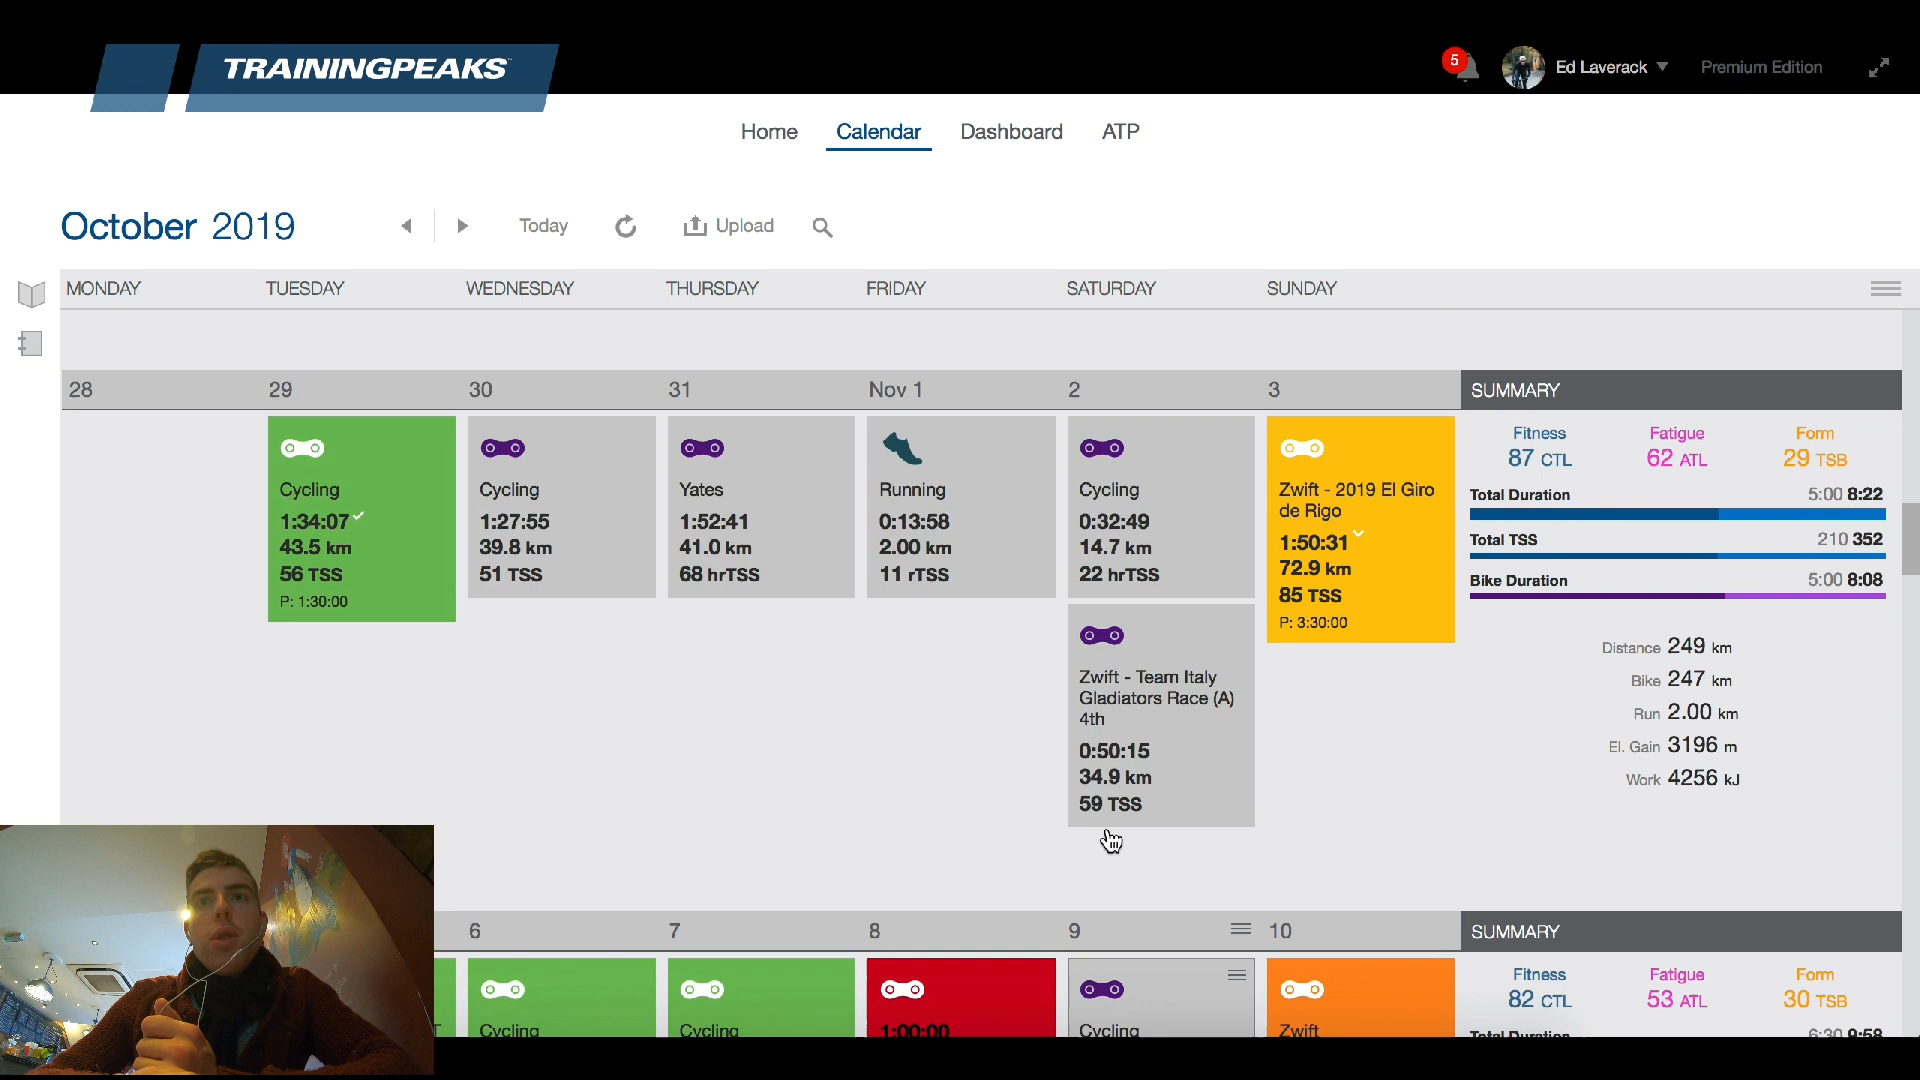 TRAININGPEAKS
5
Ed Laverack
Premium Edition
Home
Calendar
Dashboard
ATP
October 2019
Today
Upload
MONDAY
TUESDAY
WEDNESDAY
THURSDAY
FRIDAY
SATURDAY
SUNDAY
28
29
30
31
Nov 1
2
3
SUMMARY
Cycling
1:34:07
43.5 km
56 TSS
P: 1:30:00
Cycling
1:27:55
39.8 km
51 TSS
Yates
1:52:41
41.0 km
68 hrTSS
Running
0:13:58
2.00 km
11 rTSS
Cycling
0:32:49
14.7 km
22 hrTSS
Zwift - Team Italy
Gladiators Race (A)
4th
0:50:15
34.9 km
59 TSS
Zwift - 2019 El Giro
de Rigo
1:50:31
72.9 km
85 TSS
P: 3:30:00
Fitness
87 CTL
Fatigue
62 ATL
Form
29 TSB
Total Duration 5:00 8:22
Total TSS 210 352
Bike Duration 5:00 8:08
Distance 249 km
Bike 247 km
Run 2.00 km
El. Gain 3196 m
Work 4256 kJ
6
7
8
9
10
SUMMARY
T
Cycling
Cycling
1:00:00
Cycling
Zwift
Fitness
82 CTL
Fatigue
53 ATL
Form
30 TSB
Total Duration 6:30 9:58